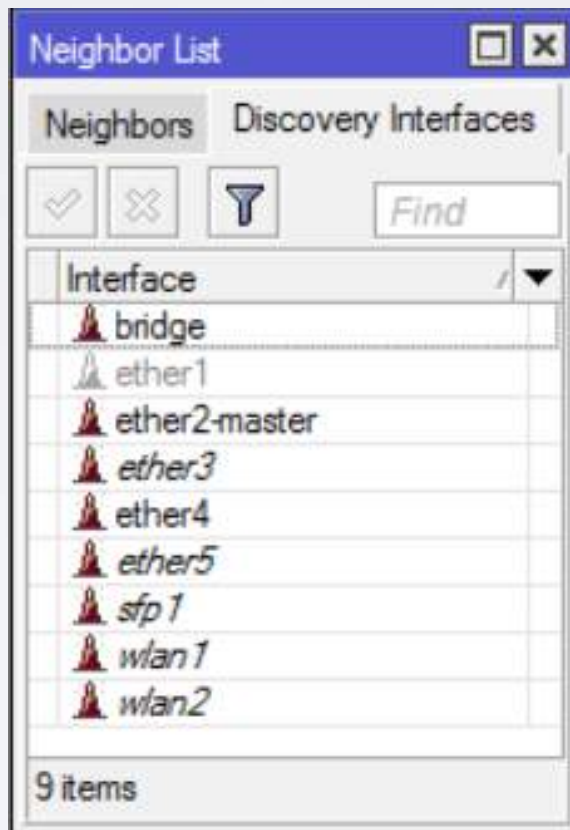 Neighbor List
Neighbors Discovery Interfaces
Find
Interface
bridge
ether1
ether2-master
ether3
ether4
ether5
sfp1
wlan1
wlan2
9 items